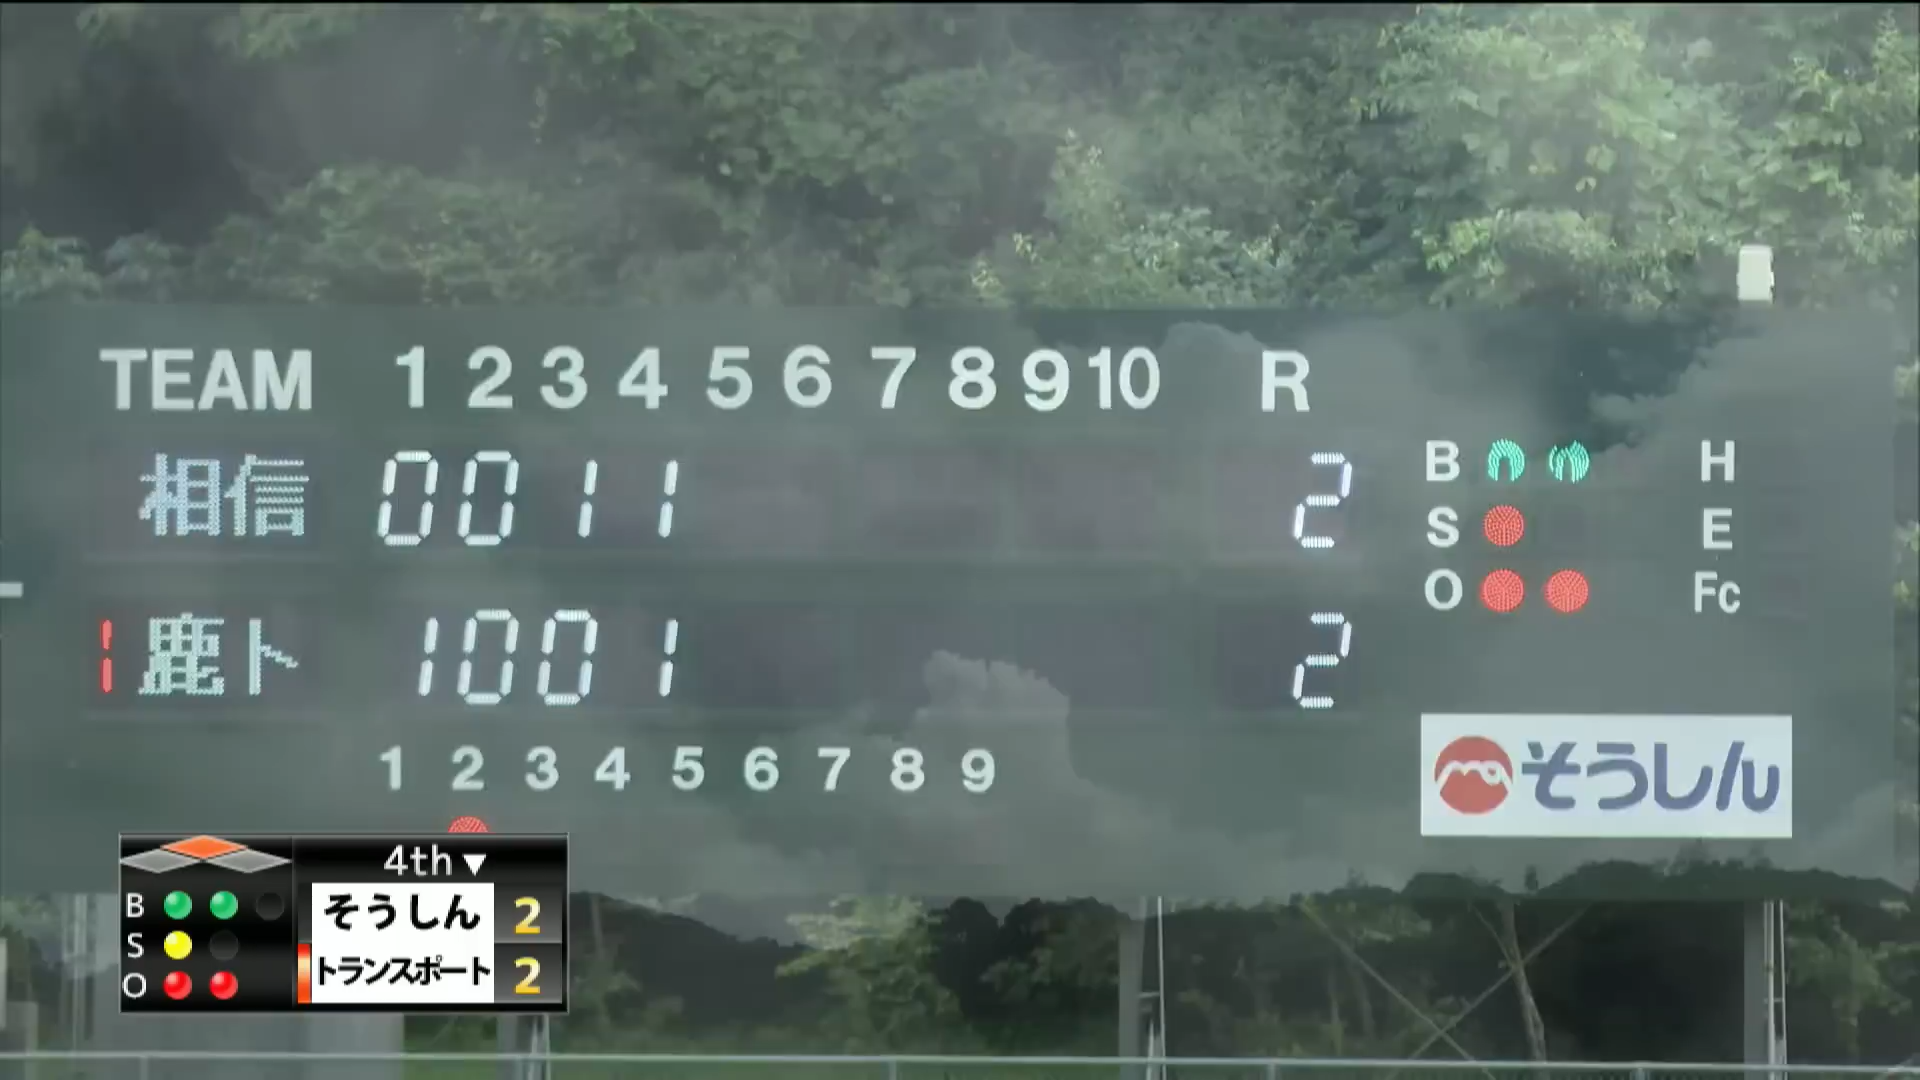 TEAM 1 2 3 4 5 6 7 8 9 10 R
相信 0 0 1 1 2
B H
S E
O Fc
1 鹿ト 1 0 0 1 2
1 2 3 4 5 6 7 8 9
そうしん
4th▼
B そうしん 2
S
O トランスポート 2